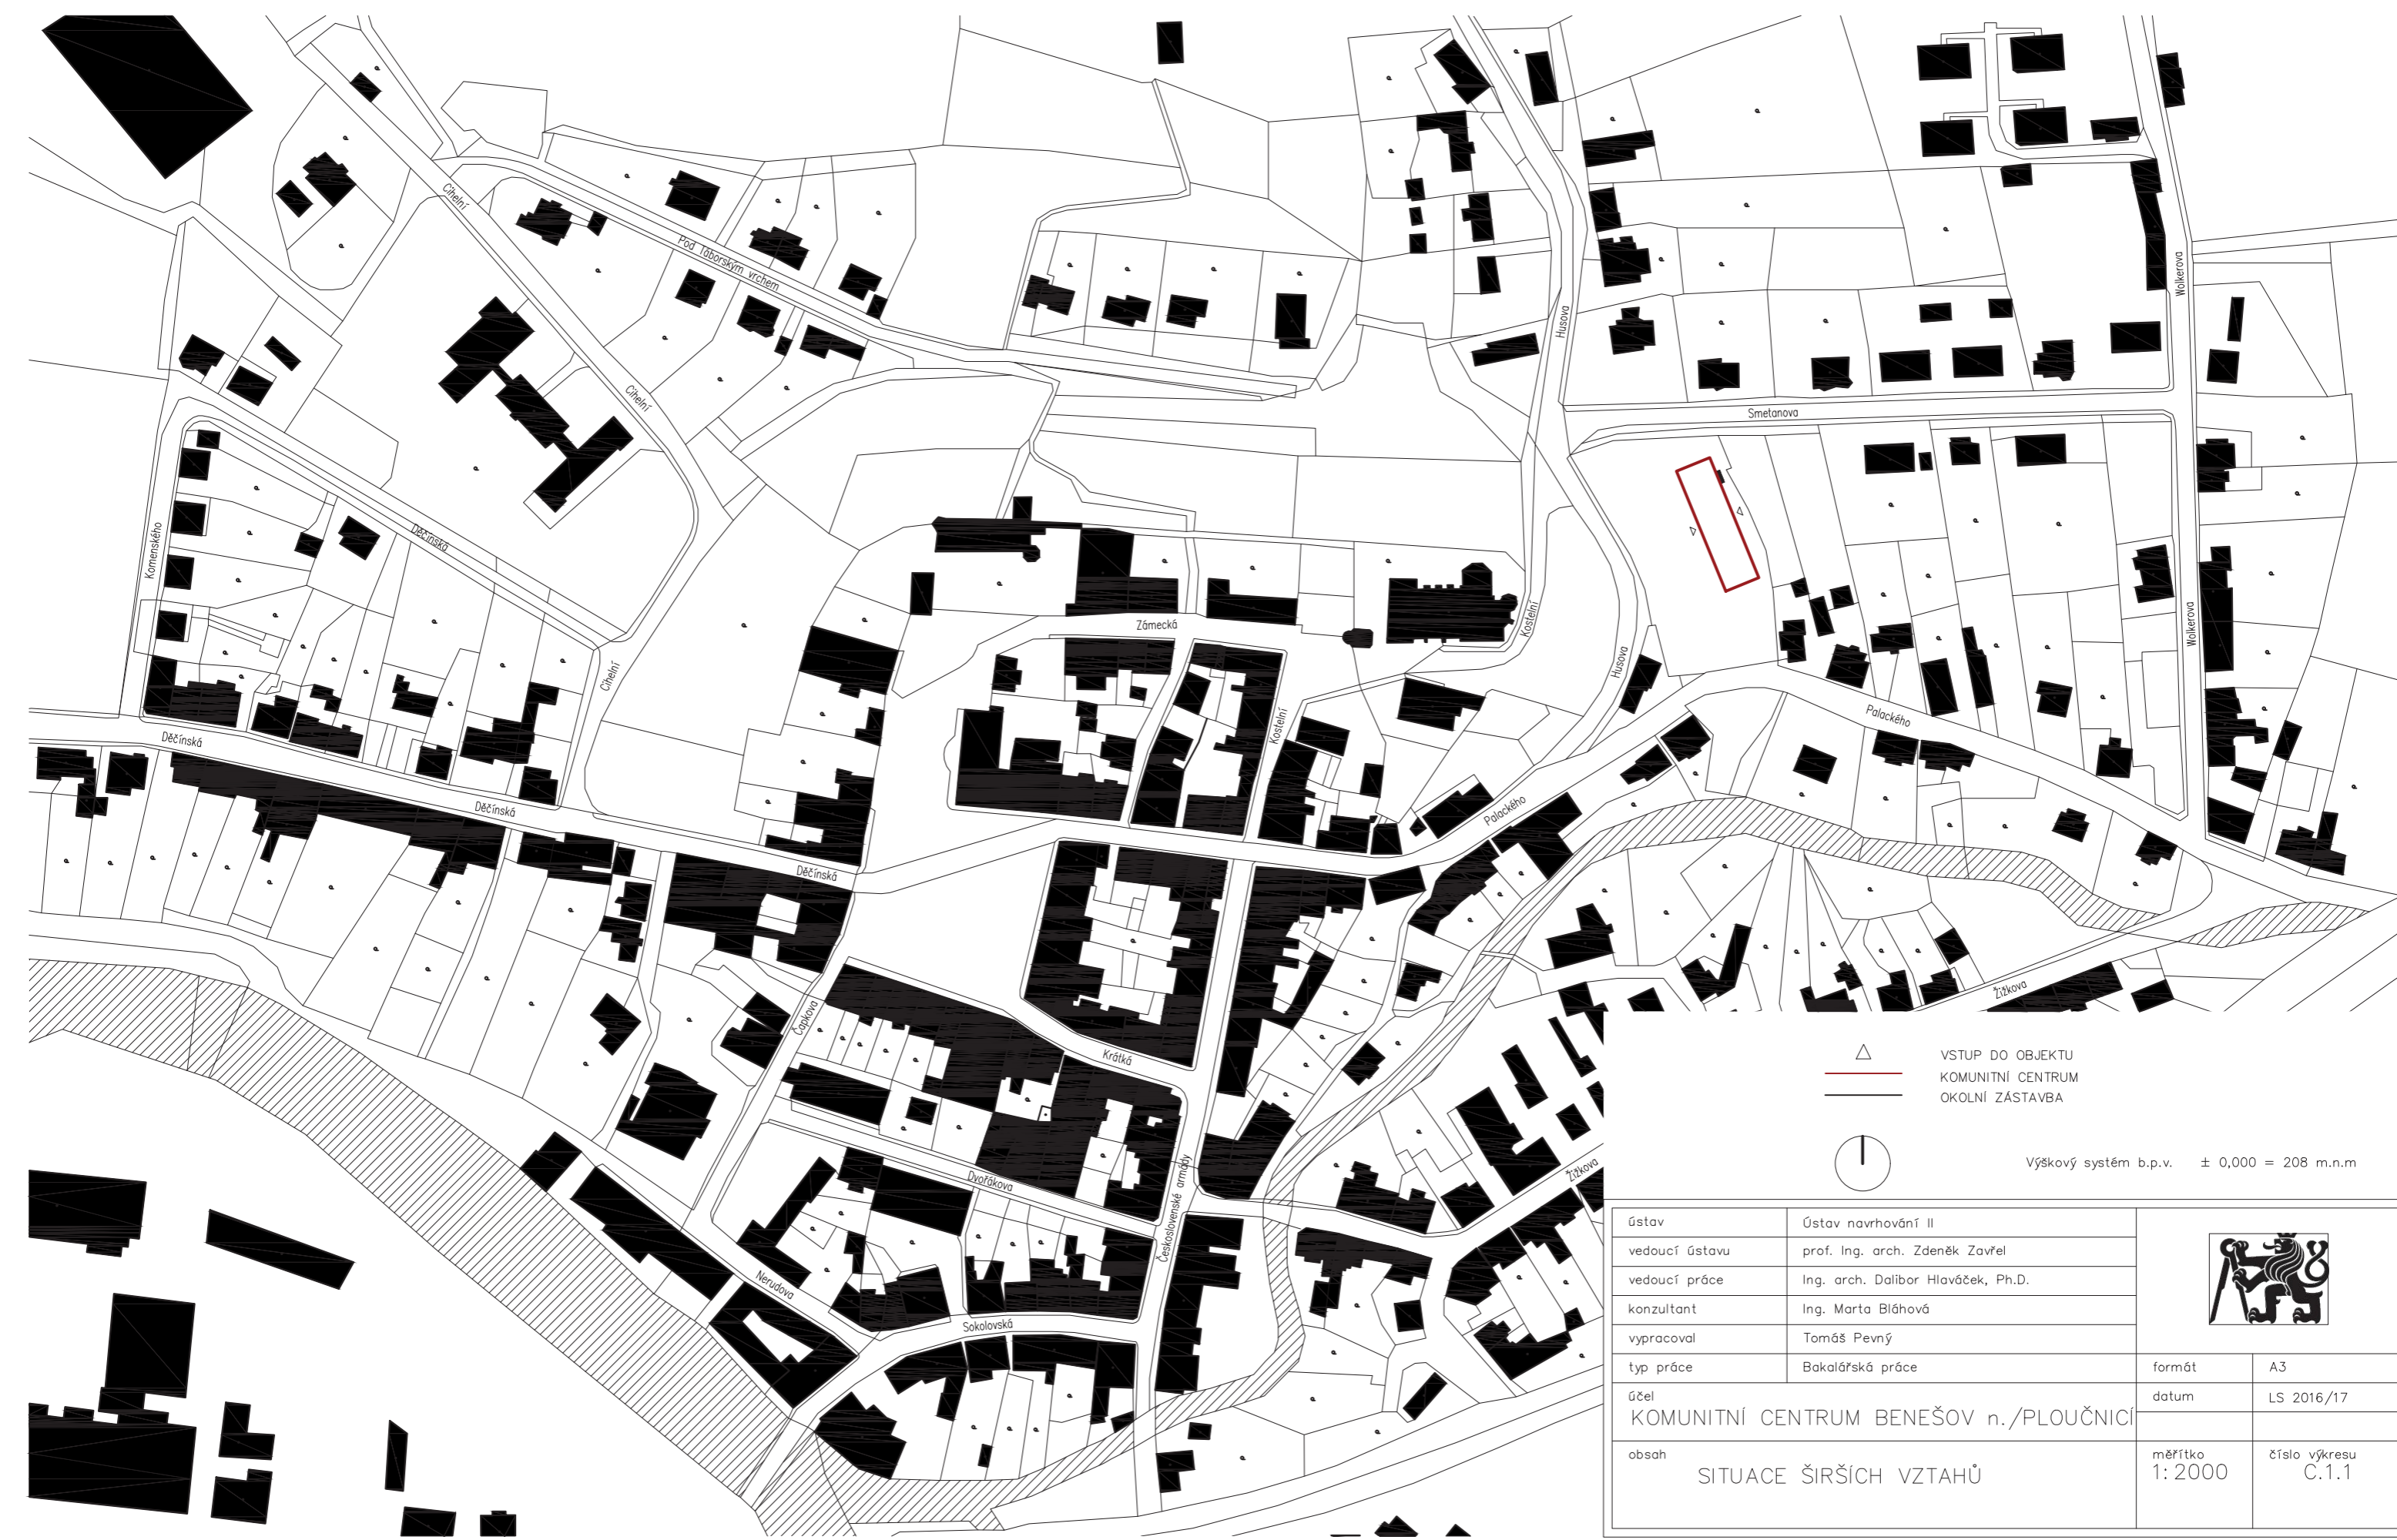 Cihelní
Pod Táborským vrchem
Wolkerova
Husova
Cihelní
Smetanova
Komenského
Děčínská
Zámecká
Kostelní
Wolkerova
Husova
Cihelní
Kostelní
Palackého
Děčínská
Děčínská
Palackého
Děčínská
Žižkova
Čapkova
Krátká
Žižkova
Dvořákova
Československé armády
Nerudova
Sokolovská
VSTUP DO OBJEKTU
KOMUNITNÍ CENTRUM
OKOLNÍ ZÁSTAVBA
Výškový systém b.p.v. ± 0,000 = 208 m.n.m
ústav Ústav navrhování II
vedoucí ústavu prof. Ing. arch. Zdeněk Zavřel
vedoucí práce Ing. arch. Dalibor Hlaváček, Ph.D.
konzultant Ing. Marta Bláhová
vypracoval Tomáš Pevný
typ práce Bakalářská práce formát A3
účel datum LS 2016/17
KOMUNITNÍ CENTRUM BENEŠOV n./PLOUČNICÍ
obsah měřítko číslo výkresu
SITUACE ŠIRŠÍCH VZTAHŮ 1:2000 C.1.1